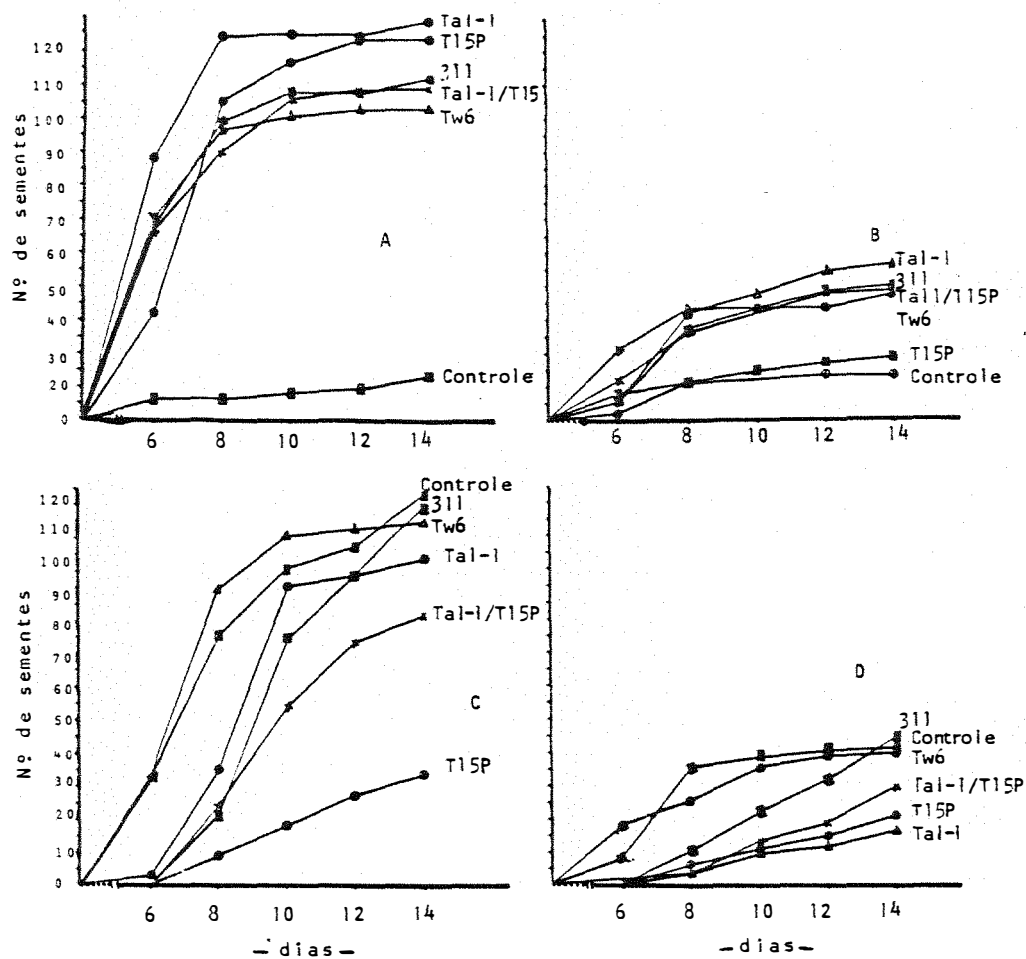 Nº de sementes
120
110
100
90
80
70
60
50
40
30
20
10
0
6
8
10
12
14
A
Tal-1
T15P
311
Tal-1/T15
Tw6
Controle
6
8
10
12
14
B
Tal-1
311
Tal1/T15P
Tw6
T15P
Controle
Nº de sementes
120
110
100
90
80
70
60
50
40
30
20
10
0
6
8
10
12
14
— dias —
C
Controle
311
Tw6
Tal-1
Tal-1/T15P
T15P
6
8
10
12
14
— dias —
D
311
Controle
Tw6
Tal-1/T15P
T15P
Tal-1